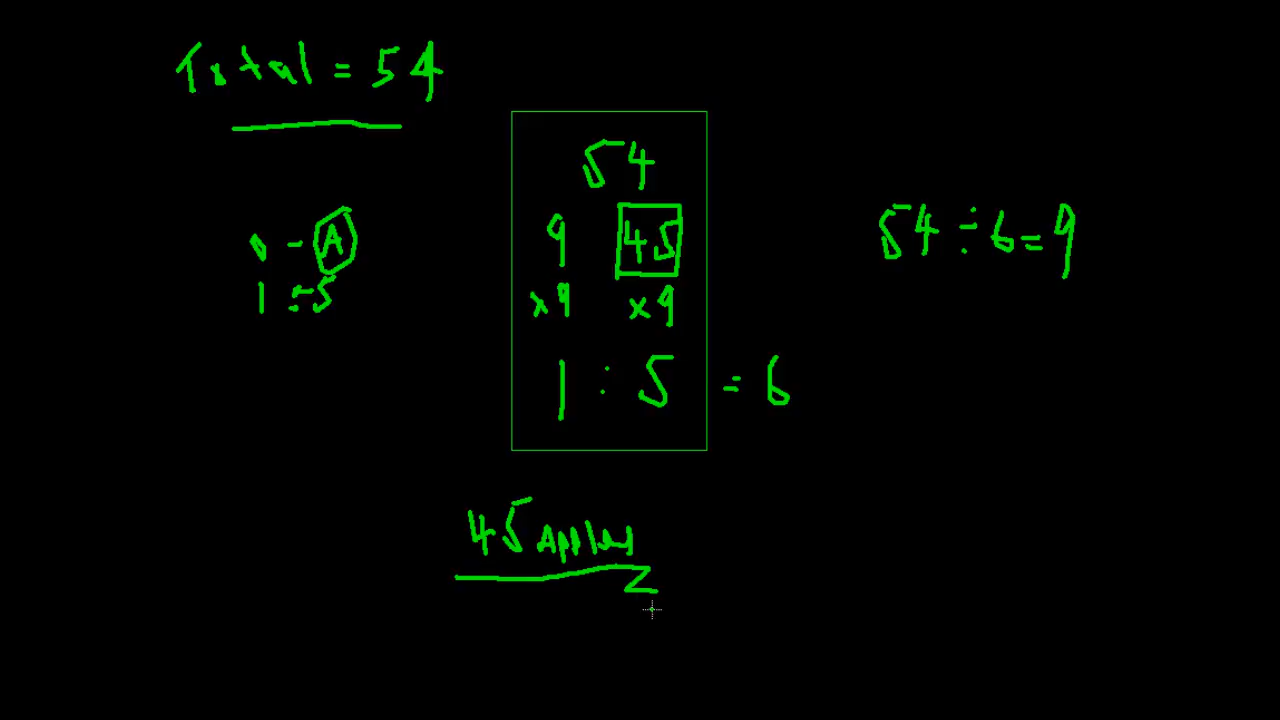 Total = 54
54
9 45
x9 x9
1 : 5 = 6
0 - A
1 : 5
54 ÷ 6 = 9
45 Apples